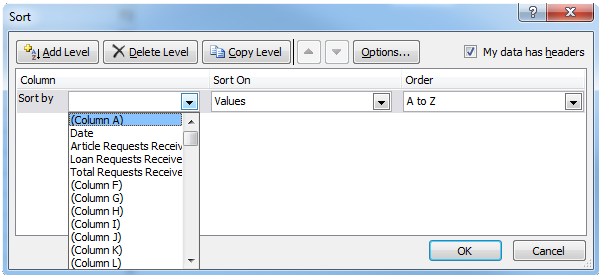 Sort
Add Level Delete Level Copy Level Options... My data has headers
Column Sort On Order
Sort by Values A to Z
(Column A)
Date
Article Requests Receive
Loan Requests Receive
Total Requests Receive
(Column F)
(Column G)
(Column H)
(Column I)
(Column J)
(Column K)
(Column L)
OK Cancel